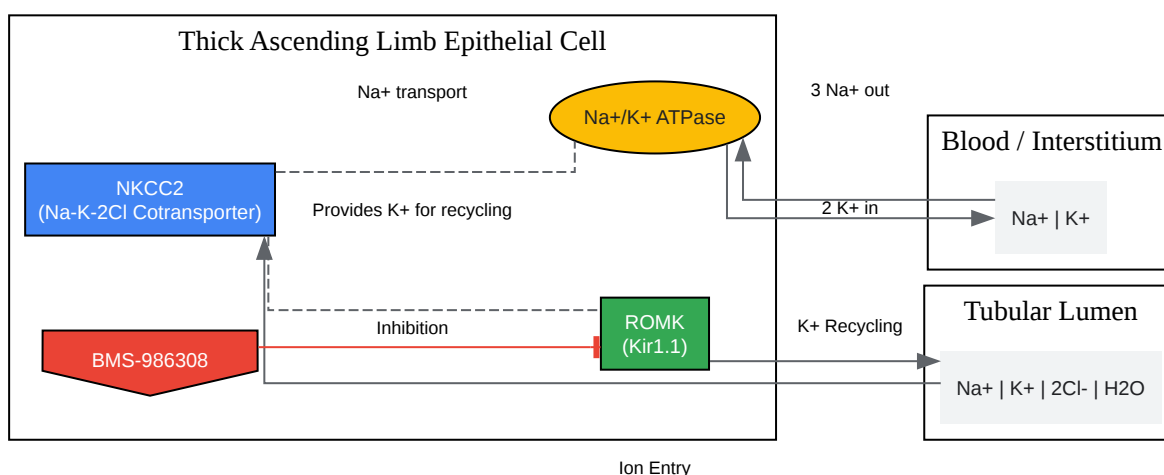 Thick Ascending Limb Epithelial Cell
Na+ transport
3 Na+ out
Na+/K+ ATPase
Blood / Interstitium
NKCC2
(Na-K-2Cl Cotransporter)
Provides K+ for recycling
2 K+ in
Na+ | K+
Tubular Lumen
Inhibition
ROMK
(Kir1.1)
K+ Recycling
BMS-986308
Na+ | K+ | 2Cl- | H2O
Ion Entry